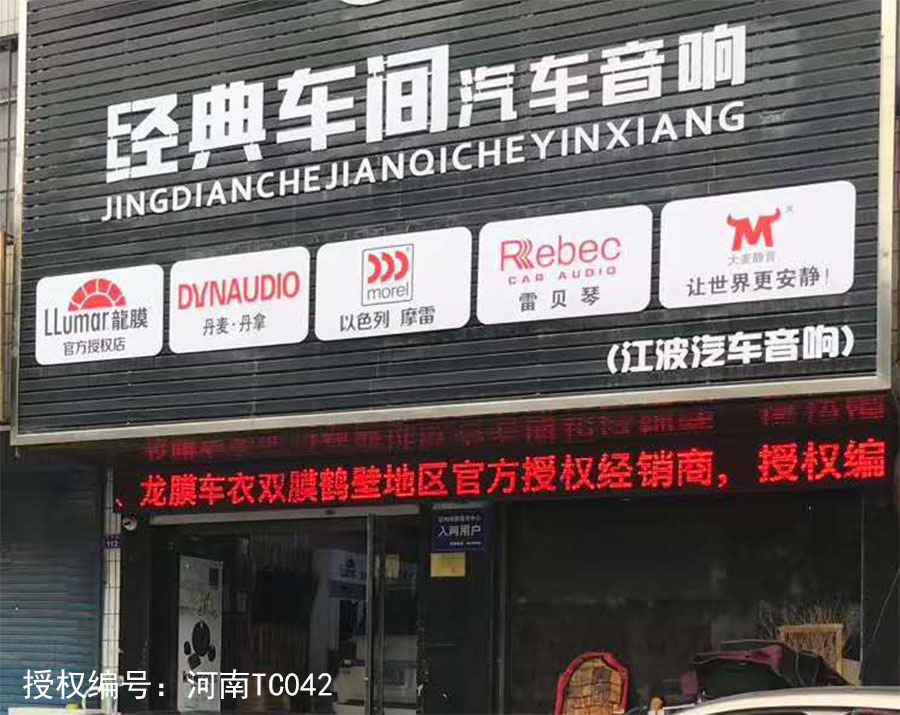 经典车间汽车音响
JINGDIANCHEJIANQICHEYINXIANG
LLumar 龍膜
官方授权店
DYNAUDIO
丹麦·丹拿
morel
以色列 摩雷
Rebec
CAR AUDIO
雷贝琴
M
大麦静音
让世界更安静!
(江波汽车音响)
、龙膜车衣双膜鹤壁地区官方授权经销商，授权编
入网用户
授权编号：河南TC042